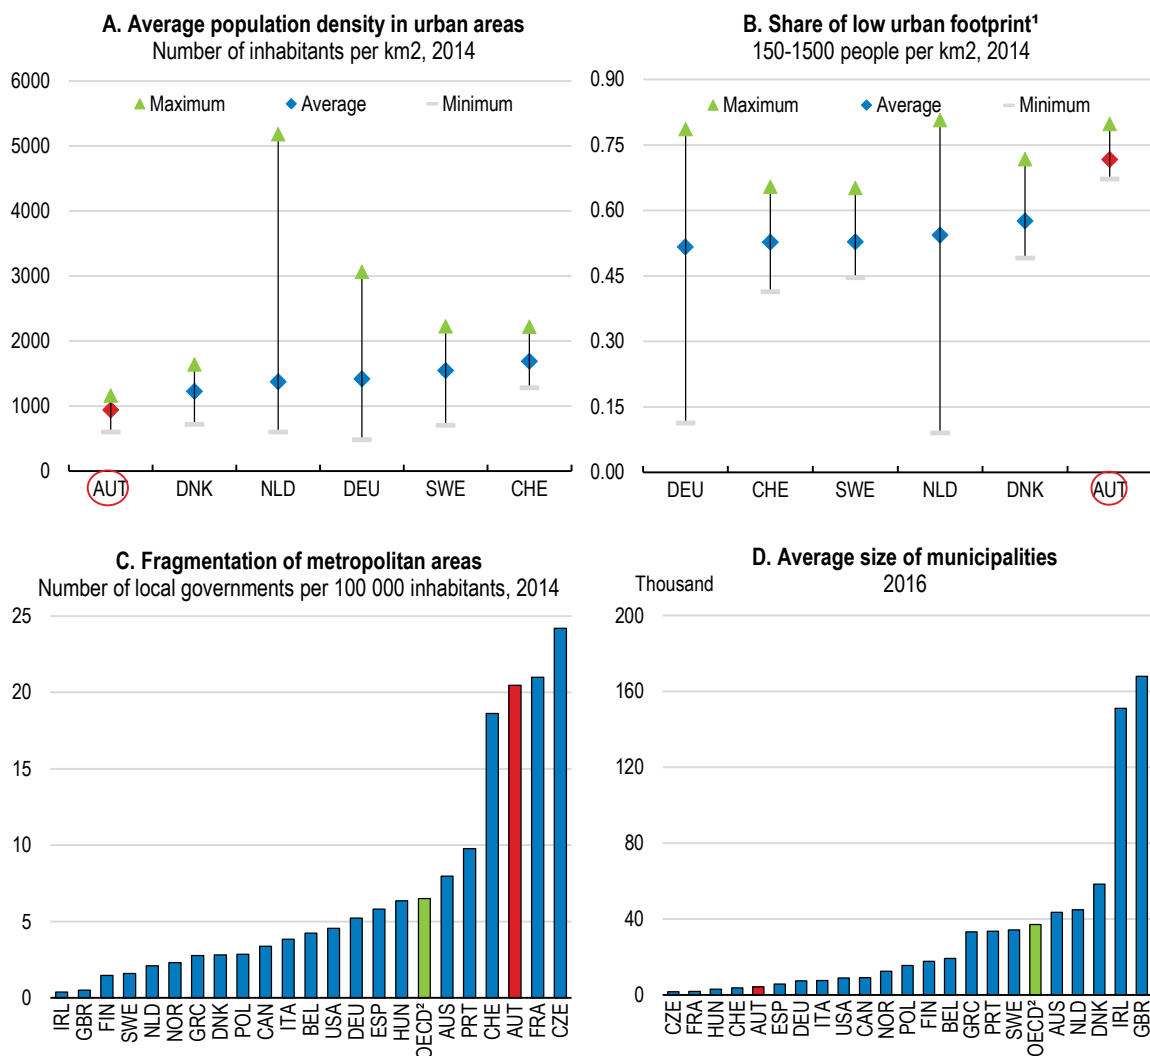 A. Average population density in urban areas
Number of inhabitants per km2, 2014
6000
Maximum Average Minimum
5000
4000
3000
2000
1000
0
AUT DNK NLD DEU SWE CHE
B. Share of low urban footprint¹
150-1500 people per km2, 2014
0.90
Maximum Average Minimum
0.75
0.60
0.45
0.30
0.15
0.00
DEU CHE SWE NLD DNK AUT
C. Fragmentation of metropolitan areas
Number of local governments per 100 000 inhabitants, 2014
25
20
15
10
5
0
IRL GBR FIN SWE NLD NOR GRC DNK POL CAN ITA BEL USA DEU ESP HUN OECD² AUS PRT CHE AUT FRA CZE
D. Average size of municipalities
Thousand 2016
200
160
120
80
40
0
CZE FRA HUN CHE AUT ESP DEU ITA USA CAN NOR POL FIN BEL GRC PRT SWE OECD² AUS NLD DNK IRL GBR